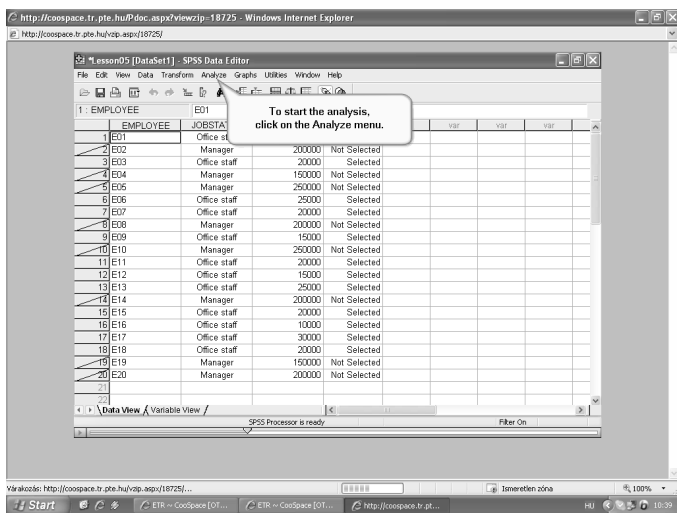 http://coospace.tr.pte.hu/Pdoc.aspx?viewzip=18725 - Windows Internet Explorer
http://coospace.tr.pte.hu/vzip.aspx/18725/
*Lesson05 [DataSet1] - SPSS Data Editor
File Edit View Data Transform Analyze Graphs Utilities Window Help
1 : EMPLOYEE E01
To start the analysis,
click on the Analyze menu.
EMPLOYEE var var var
1 E01
2 E02 Manager 200000 Not Selected
3 E03 Office staff 20000 Selected
4 E04 Manager 150000 Not Selected
5 E05 Manager 250000 Not Selected
6 E06 Office staff 25000 Selected
7 E07 Office staff 20000 Selected
8 E08 Manager 200000 Not Selected
9 E09 Office staff 15000 Selected
10 E10 Manager 250000 Not Selected
11 E11 Office staff 20000 Selected
12 E12 Office staff 15000 Selected
13 E13 Office staff 25000 Selected
14 E14 Manager 200000 Not Selected
15 E15 Office staff 20000 Selected
16 E16 Office staff 10000 Selected
17 E17 Office staff 30000 Selected
18 E18 Office staff 20000 Selected
19 E19 Manager 150000 Not Selected
20 E20 Manager 200000 Not Selected
21
22
Data View Variable View
SPSS Processor is ready Filter On
Várakozás: http://coospace.tr.pte.hu/vzip.aspx/18725/... Ismeretlen zóna 100%
Start ETR ~ CooSpace [OT... ETR ~ CooSpace [OT... http://coospace.tr.pt... HU 10:39